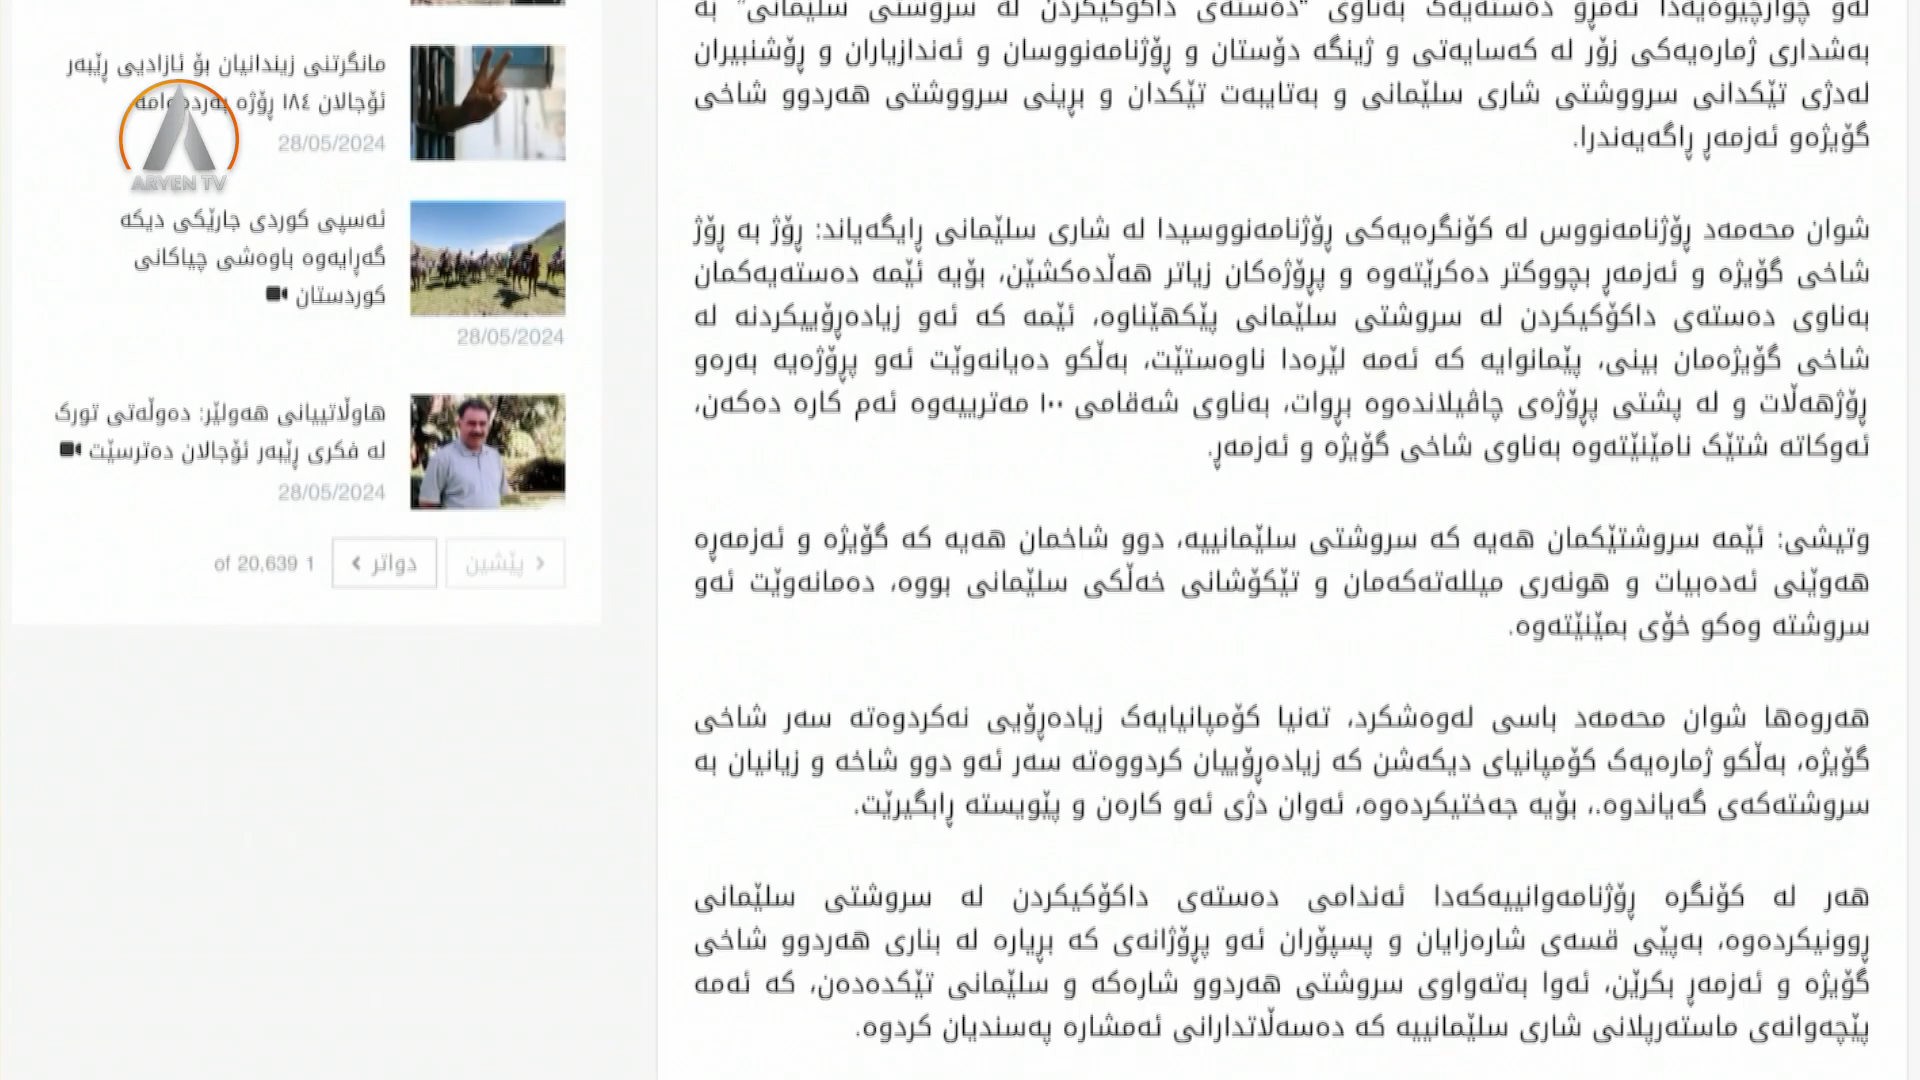 لەو چوارچێوەیەدا ئەمڕۆ دەستەیەک بەناوی "دەستەی داکۆکیکردن لە سروشتی سلێمانی" بە
بەشداری ژمارەیەکی زۆر لە کەسایەتی و ژینگە دۆستان و ڕۆژنامەنووسان و ئەندازیاران و ڕۆشنبیران
لەدژی تێکدانی سرووشتی شاری سلێمانی و بەتایبەت تێکدان و بڕینی سرووشتی هەردوو شاخی
گۆیژەو ئەزمەڕ ڕاگەیەندرا.
شوان محەمەد ڕۆژنامەنووس لە کۆنگرەیەکی ڕۆژنامەنووسیدا لە شاری سلێمانی ڕایگەیاند: ڕۆژ بە ڕۆژ
شاخی گۆیژە و ئەزمەڕ بچووکتر دەکرێتەوە و پڕۆژەکان زیاتر هەڵدەکشێن، بۆیە ئێمە دەستەیەکمان
بەناوی دەستەی داکۆکیکردن لە سروشتی سلێمانی پێکهێناوە، ئێمە کە ئەو زیادەڕۆییکردنە لە
شاخی گۆیژەمان بینی، پێمانوایە کە ئەمە لێرەدا ناوەستێت، بەڵکو دەیانەوێت ئەو پڕۆژەیە بەرەو
ڕۆژهەڵات و لە پشتی پڕۆژەی چاڤیلاندەوە بڕوات، بەناوی شەقامی ١٠٠ مەترییەوە ئەم کارە دەکەن،
ئەوکاتە شتێک نامێنێتەوە بەناوی شاخی گۆیژە و ئەزمەڕ.
وتیشی: ئێمە سروشتێکمان هەیە کە سروشتی سلێمانییە، دوو شاخمان هەیە کە گۆیژە و ئەزمەڕە
هەوێنی ئەدەبیات و هونەری میللەتەکەمان و تێکۆشانی خەڵکی سلێمانی بووە، دەمانەوێت ئەو
سروشتە وەکو خۆی بمێنێتەوە.
هەروەها شوان محەمەد باسی لەوەشکرد، تەنیا کۆمپانیایەک زیادەڕۆیی نەکردوەتە سەر شاخی
گۆیژە، بەڵکو ژمارەیەک کۆمپانیای دیکەشن کە زیادەڕۆییان کردووەتە سەر ئەو دوو شاخە و زیانیان بە
سروشتەکەی گەیاندوە.، بۆیە جەختیکردەوە، ئەوان دژی ئەو کارەن و پێویستە ڕابگیرێت.
هەر لە کۆنگرە ڕۆژنامەوانییەکەدا ئەندامی دەستەی داکۆکیکردن لە سروشتی سلێمانی
ڕوونیکردەوە، بەپێی قسەی شارەزایان و پسپۆران ئەو پڕۆژانەی کە بڕیارە لە بناری هەردوو شاخی
گۆیژە و ئەزمەڕ بکرێن، ئەوا بەتەواوی سروشتی هەردوو شارەکە و سلێمانی تێکدەدەن، کە ئەمە
پێچەوانەی ماستەرپلانی شاری سلێمانییە کە دەسەڵاتدارانی ئەمشارە پەسندیان کردوە.
مانگرتنی زیندانیان بۆ ئازادیی ڕێبەر
ئۆجالان ١٨٤ ڕۆژە بەردەوامە
28/05/2024
ARYEN TV
ئەسپی کوردی جارێکی دیکە
گەڕایەوە باوەشی چیاکانی
کوردستان
28/05/2024
هاوڵاتییانی هەولێر: دەوڵەتی تورک
لە فکری ڕێبەر ئۆجالان دەترسێت
28/05/2024
پێشین
دواتر
1 of 20,639